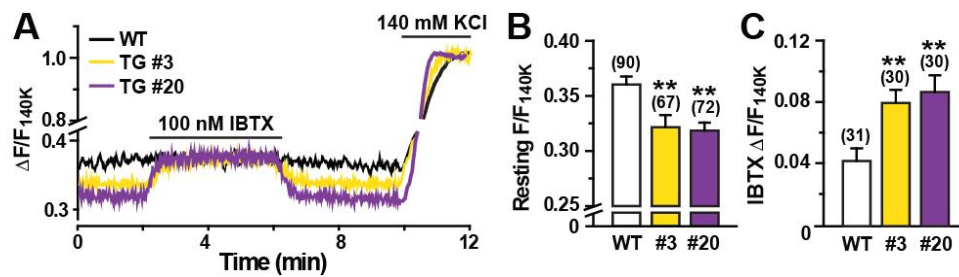 A
WT
TG #3
TG #20
140 mM KCl
100 nM IBTX
ΔF/F140K
1.0
0.8
0.4
0.3
0 4 8 12
Time (min)
B
Resting F/F140K
0.40
0.35
0.30
0.25
0
(90)
**
(67)
**
(72)
WT #3 #20
C
IBTX Δ F/F140K
0.12
0.08
0.04
0
(31)
**
(30)
**
(30)
WT #3 #20